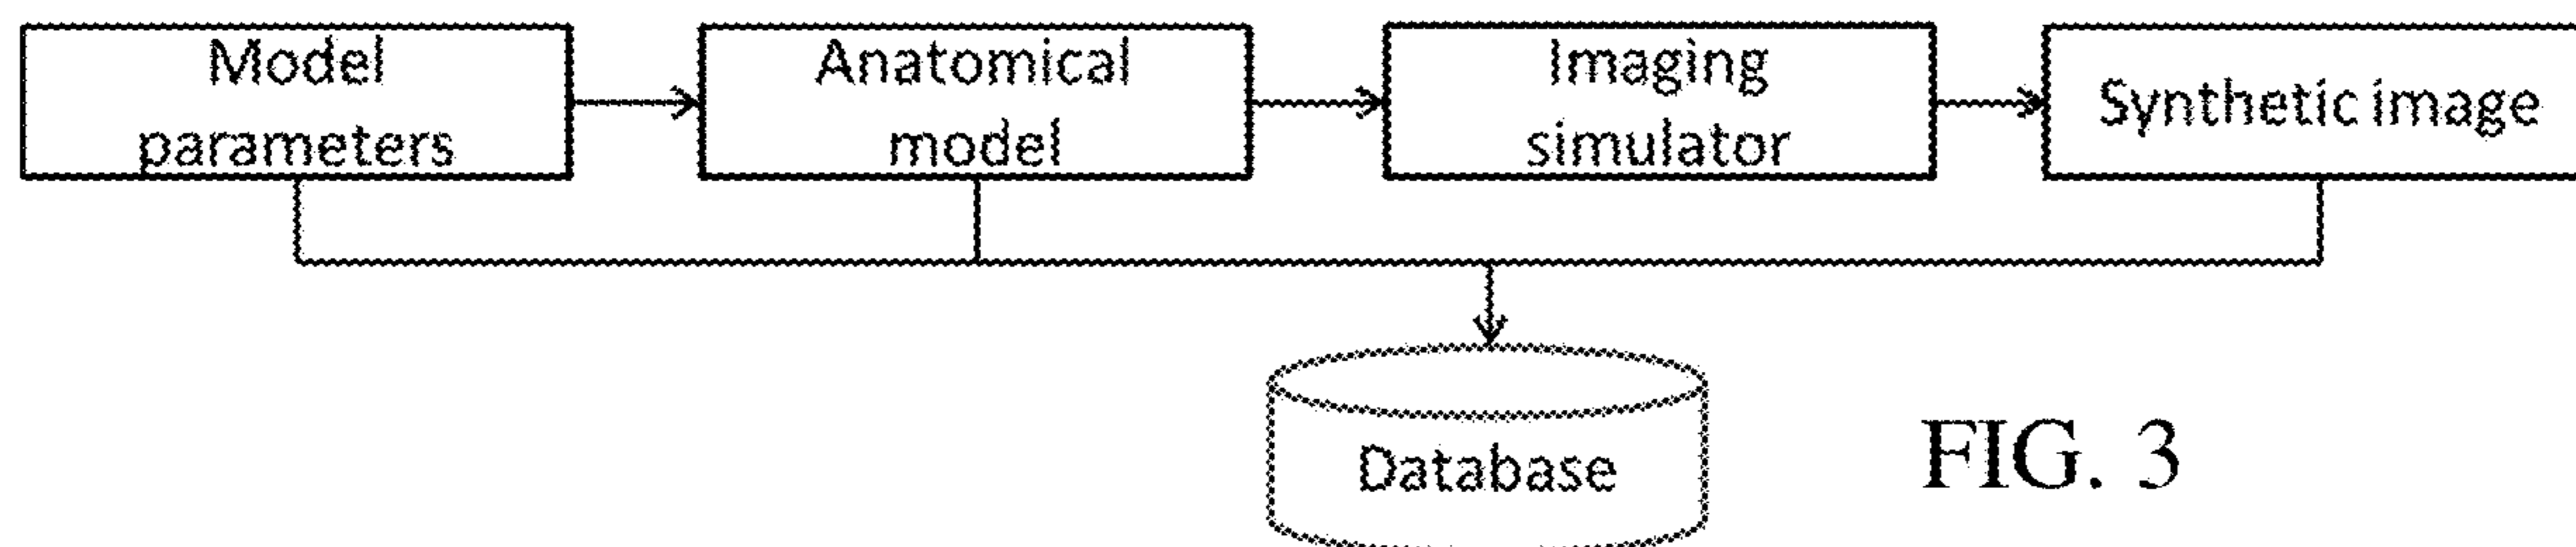 Model
parameters
Anatomical
model
Imaging
simulator
Synthetic image
Database
FIG. 3